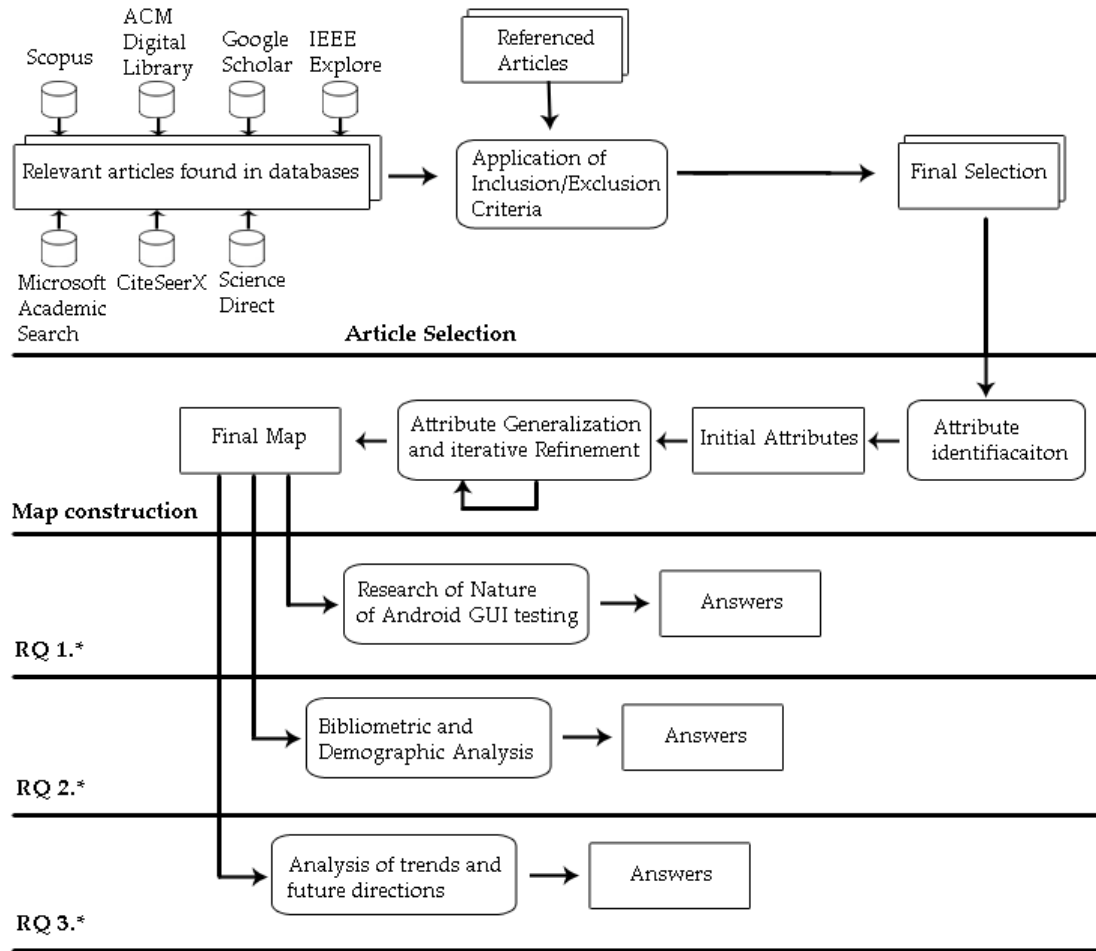 Scopus
ACM
Digital
Library
Google
Scholar
IEEE
Explore
Referenced
Articles
Relevant articles found in databases
Application of
Inclusion/Exclusion
Criteria
Final Selection
Microsoft
Academic
Search
CiteSeerX
Science
Direct
Article Selection
Final Map
Attribute Generalization
and iterative Refinement
Initial Attributes
Attribute
identifiacaiton
Map construction
Research of Nature
of Android GUI testing
Answers
RQ 1.*
Bibliometric and
Demographic Analysis
Answers
RQ 2.*
Analysis of trends and
future directions
Answers
RQ 3.*